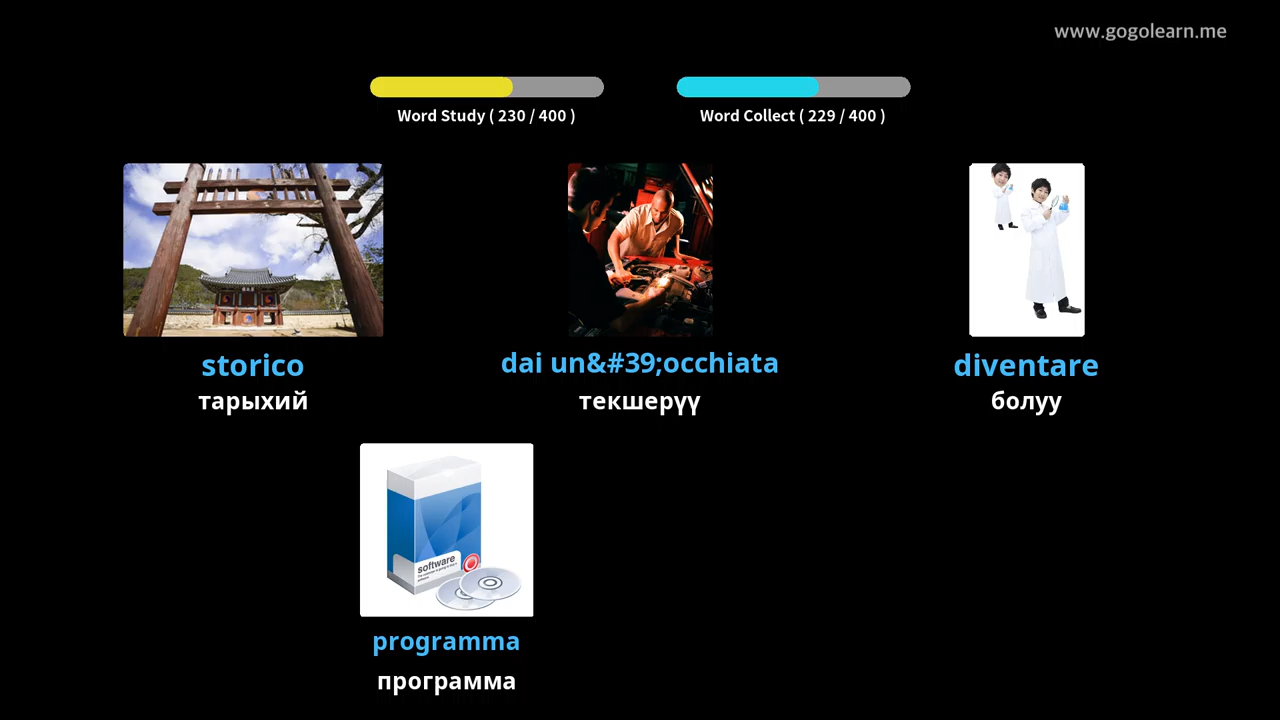 www.gogolearn.me
Word Study ( 230 / 400 )
Word Collect ( 229 / 400 )
storico
dai un&#39;occhiata
diventare
тарыхий
текшерүү
болуу
software
programma
программа